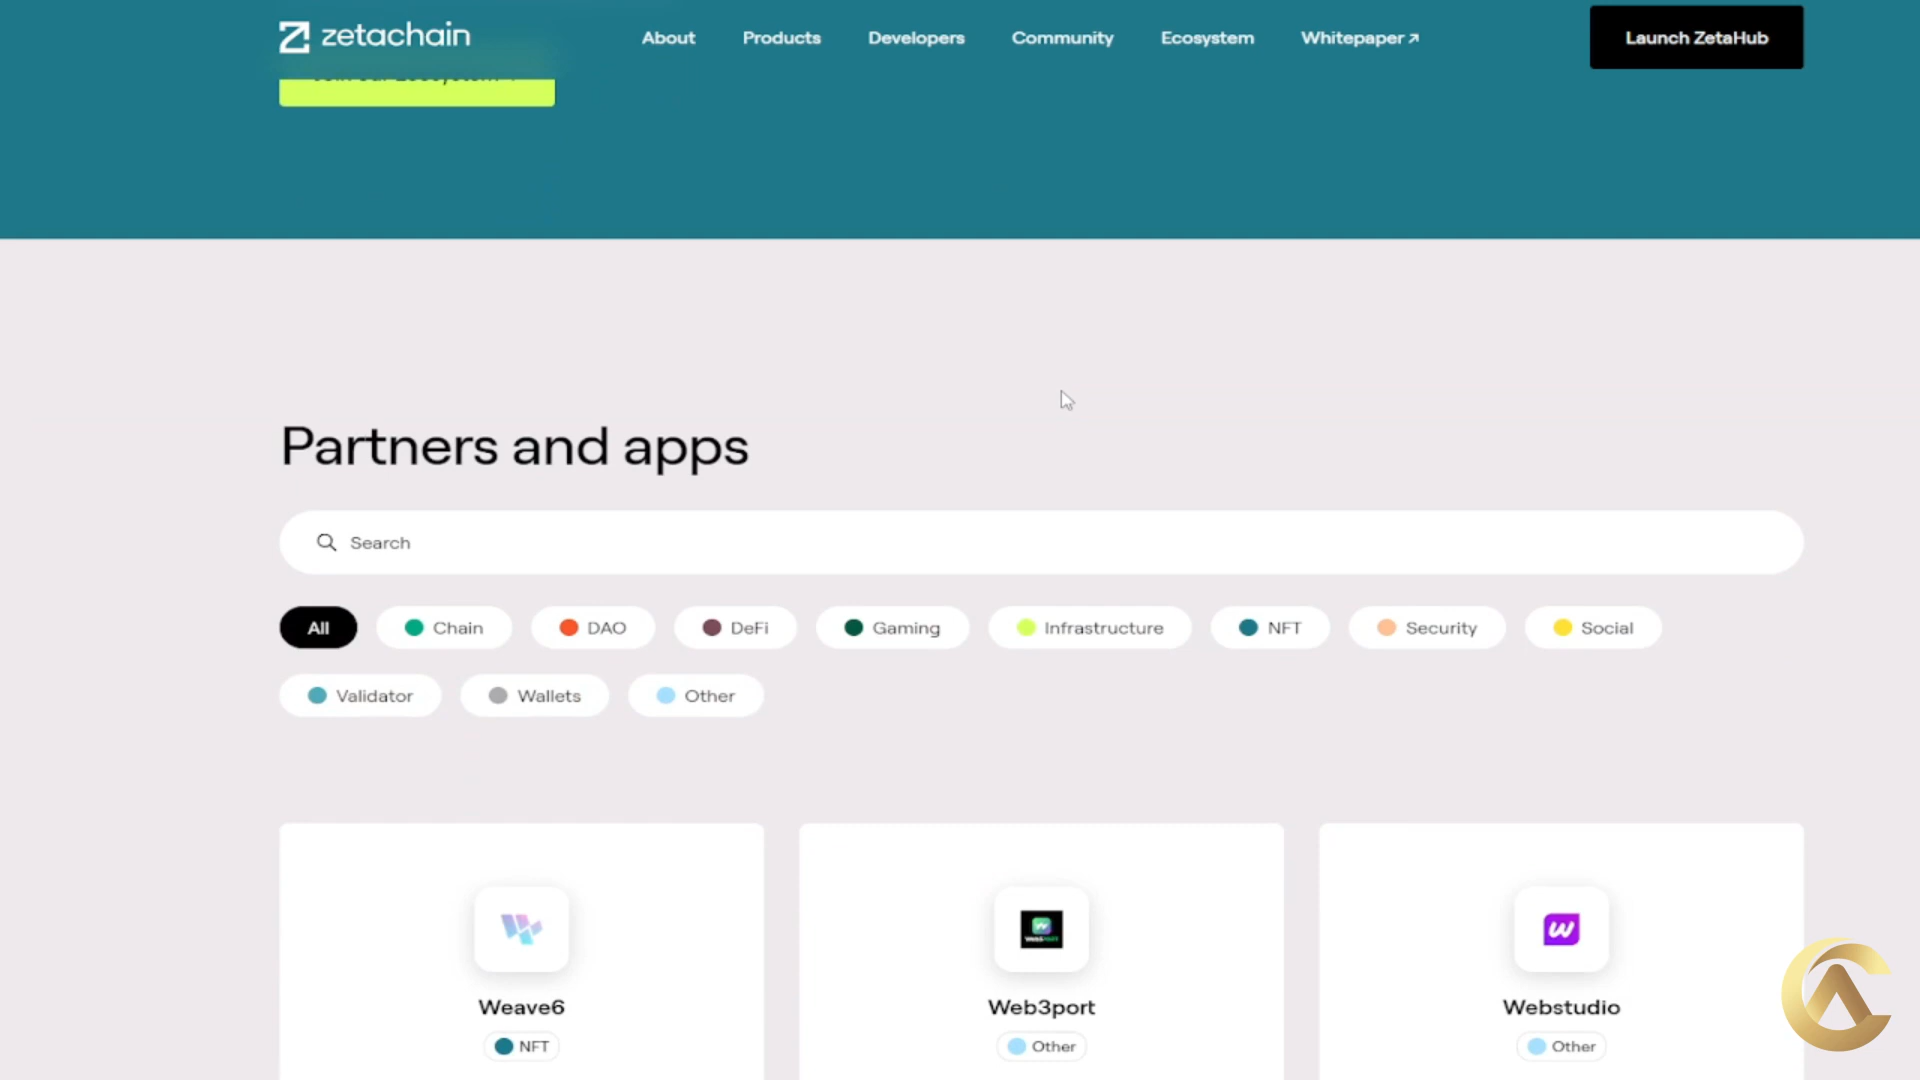 zetachain
About
Products
Developers
Community
Ecosystem
Whitepaper ↗
Launch ZetaHub
Partners and apps
Search
All
Chain
DAO
DeFi
Gaming
Infrastructure
NFT
Security
Social
Validator
Wallets
Other
Weave6
NFT
Web3port
Other
Webstudio
Other